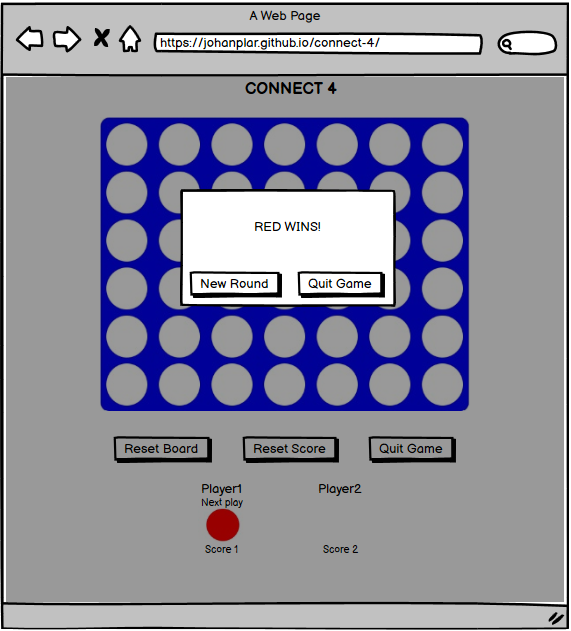 A Web Page
https://johanplar.github.io/connect-4/
CONNECT 4
RED WINS!
New Round
Quit Game
Reset Board
Reset Score
Quit Game
Player1
Player2
Next play
Score 1
Score 2